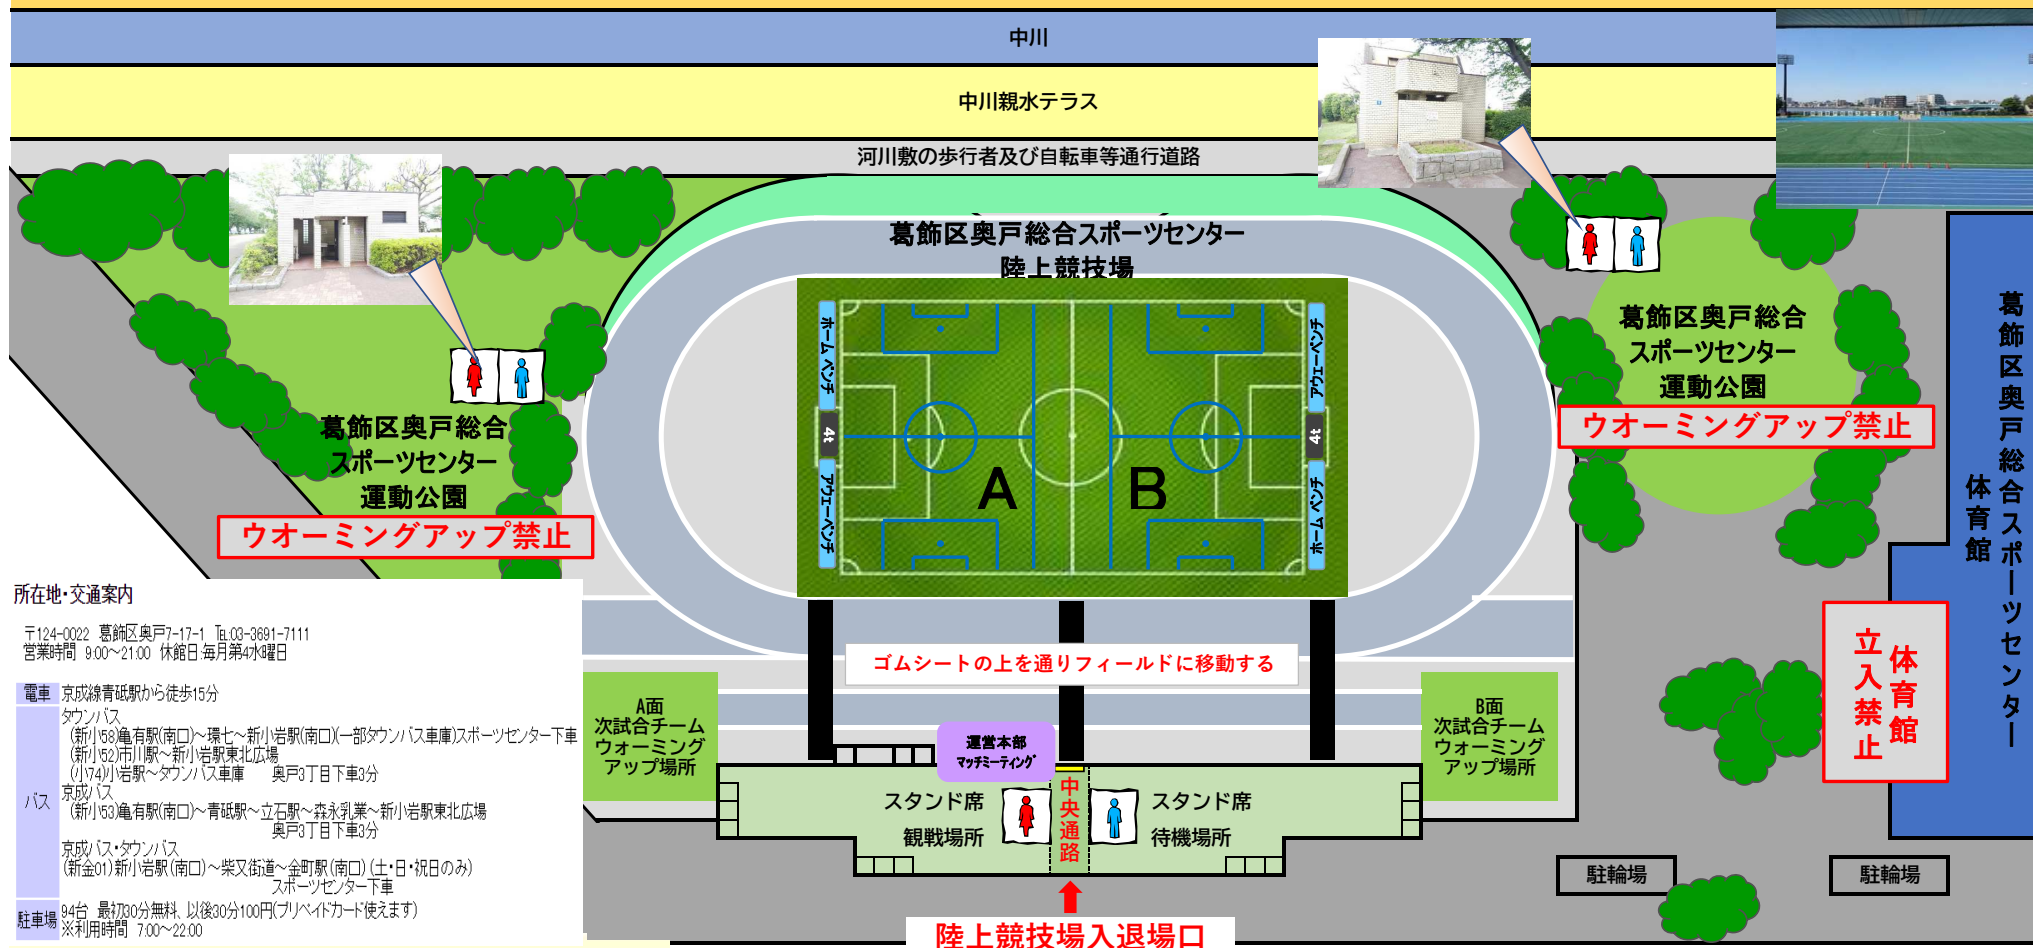 中川
中川親水テラス
河川敷の歩行者及び自転車等通行道路
葛飾区奥戸総合スポーツセンター
陸上競技場
ホームベンチ
4t
アウェーベンチ
アウェーベンチ
4t
ホームベンチ
A
B
葛飾区奥戸総合
スポーツセンター
運動公園
ウオーミングアップ禁止
葛飾区奥戸総合
スポーツセンター
運動公園
ウオーミングアップ禁止
葛飾区奥戸総合スポーツセンター
体育館
体育館
立入禁止
ゴムシートの上を通りフィールドに移動する
A面
次試合チーム
ウォーミング
アップ場所
B面
次試合チーム
ウォーミング
アップ場所
運営本部
マッチミーティング
スタンド席
観戦場所
中央通路
スタンド席
待機場所
陸上競技場入退場口
駐輪場
駐輪場
所在地・交通案内
〒124-0022 葛飾区奥戸7-17-1 ℡03-3691-7111
営業時間 9:00～21:00 休館日:毎月第4水曜日
電車 京成線青砥駅から徒歩15分
バス
タウンバス
(新小58)亀有駅(南口)～環七～新小岩駅(南口)(一部タウンバス車庫)スポーツセンター下車
(新小52)市川駅～新小岩駅東北広場
(小74)小岩駅～タウンバス車庫 奥戸3丁目下車3分
京成バス
(新小53)亀有駅(南口)～青砥駅～立石駅～森永乳業～新小岩駅東北広場
奥戸3丁目下車3分
京成バス・タウンバス
(新金01)新小岩駅(南口)～柴又街道～金町駅(南口)(土・日・祝日のみ)
スポーツセンター下車
駐車場 94台 最初30分無料、以後30分100円(プリペイドカード使えます)
※利用時間 7:00～22:00